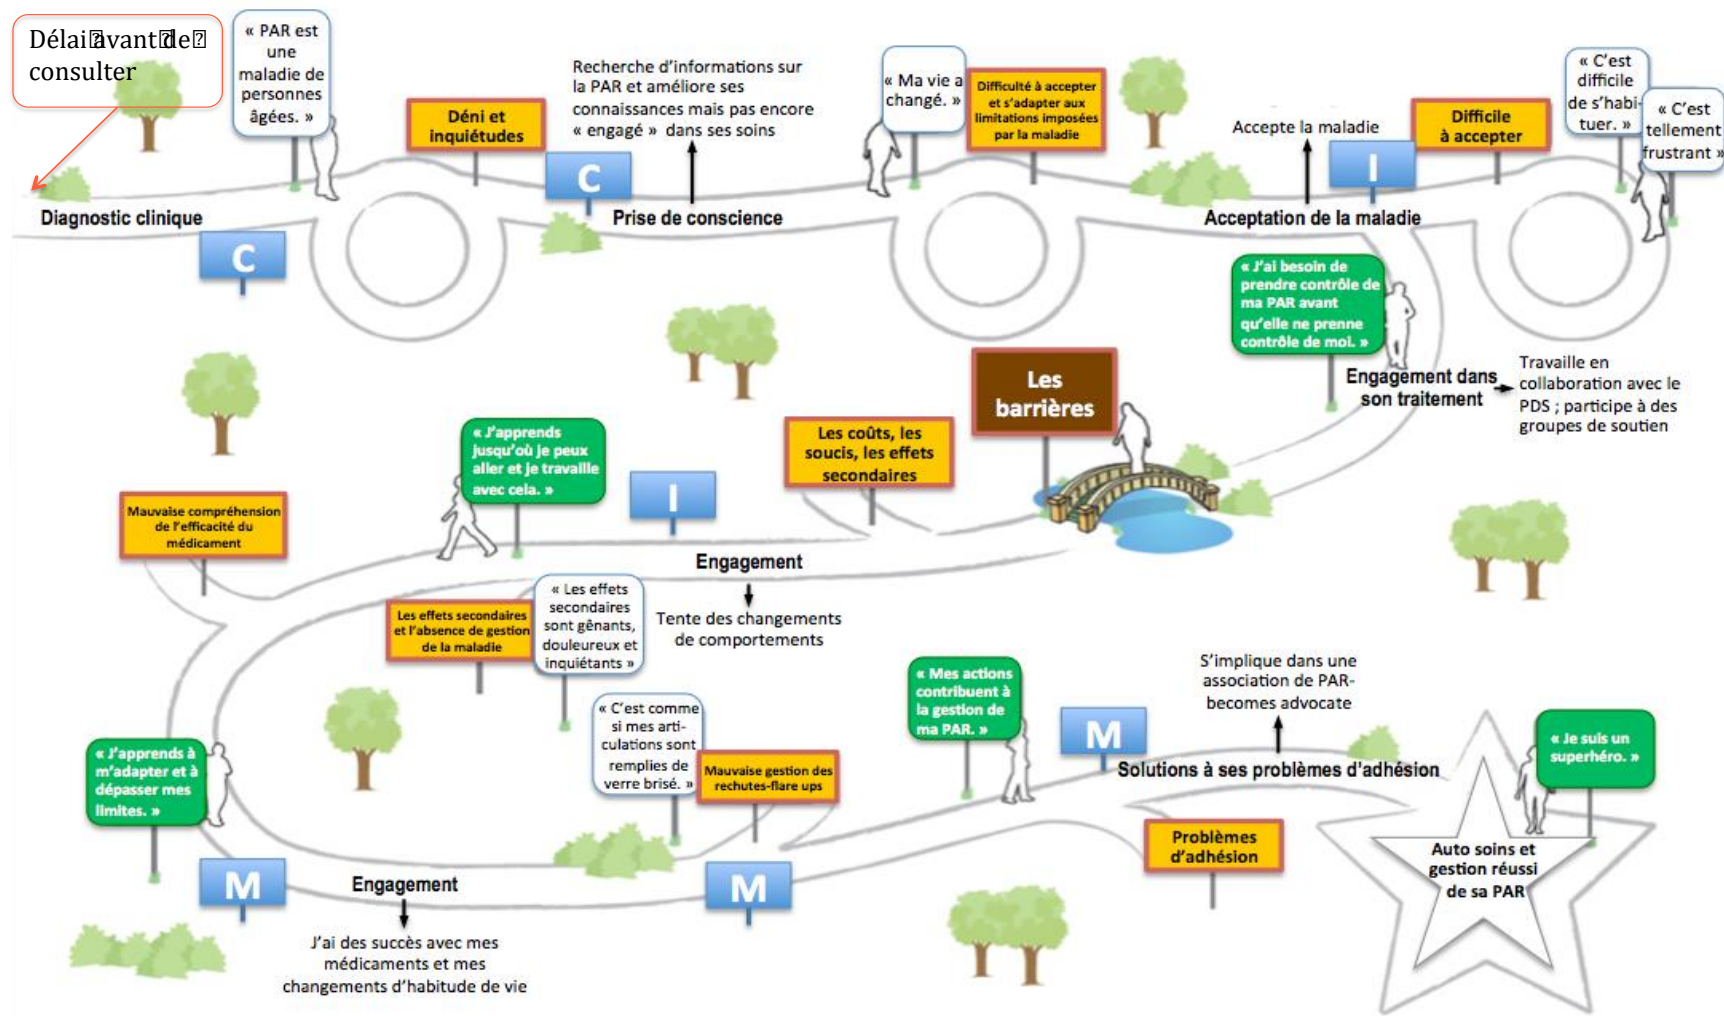 Délai avant de
consulter
« PAR est
une
maladie de
personnes
âgées. »
Déni et
inquiétudes
Recherche d'informations sur
la PAR et améliore ses
connaissances mais pas encore
« engagé » dans ses soins
« Ma vie a
changé. »
Difficulté à accepter
et s'adapter aux
limitations imposées
par la maladie
Accepte la maladie
Difficile
à accepter
« C'est
difficile
de s'habi-
tuer. »
« C'est
tellement
frustrant »
C
I
Diagnostic clinique
Prise de conscience
Acceptation de la maladie
C
« J'ai besoin de
prendre contrôle de
ma PAR avant
qu'elle ne prenne
contrôle de moi. »
Engagement dans
son traitement
Travaille en
collaboration avec le
PDS ; participe à des
groupes de soutien
Les
barrières
Les coûts, les
soucis, les effets
secondaires
« J'apprends
jusqu'où je peux
aller et je travaille
avec cela. »
I
Mauvaise compréhension
de l'efficacité du
médicament
Engagement
Tente des changements
de comportements
Les effets secondaires
et l'absence de gestion
de la maladie
« Les effets
secondaires
sont gênants,
douleureux et
inquiétants »
« J'apprends à
m'adapter et à
dépasser mes
limites. »
« C'est comme
si mes arti-
culations sont
remplies de
verre brisé. »
Mauvaise gestion des
rechutes-flare ups
« Mes actions
contribuent à
la gestion de
ma PAR. »
M
S'implique dans une
association de PAR-
becomes advocate
Solutions à ses problèmes d'adhésion
« Je suis un
superhéro. »
M
Engagement
M
J'ai des succès avec mes
médicaments et mes
changements d'habitude de vie
Problèmes
d'adhésion
Auto soins et
gestion réussi
de sa PAR